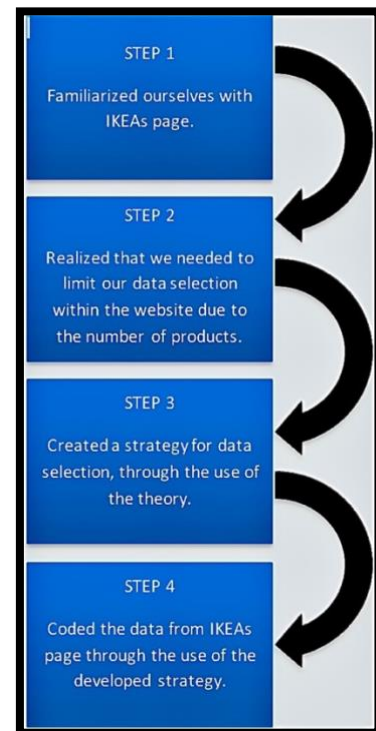 STEP 1
Familiarized ourselves with
IKEAs page.
STEP 2
Realized that we needed to
limit our data selection
within the website due to
the number of products.
STEP 3
Created a strategy for data
selection, through the use of
the theory.
STEP 4
Coded the data from IKEAs
page through the use of the
developed strategy.